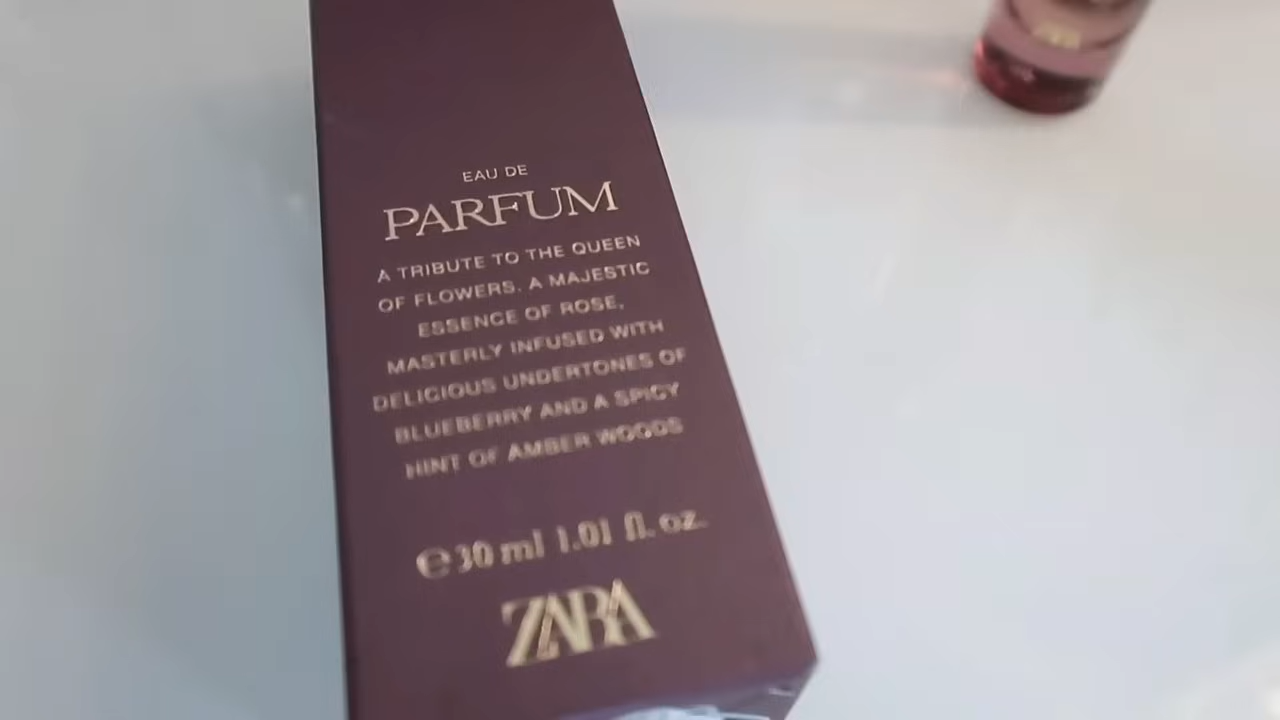 EAU DE
PARFUM
A TRIBUTE TO THE QUEEN
OF FLOWERS. A MAJESTIC
ESSENCE OF ROSE,
MASTERLY INFUSED WITH
DELICIOUS UNDERTONES OF
BLUEBERRY AND A SPICY
HINT OF AMBER WOODS
℮30 ml 1.01 fl. oz.
ZARA